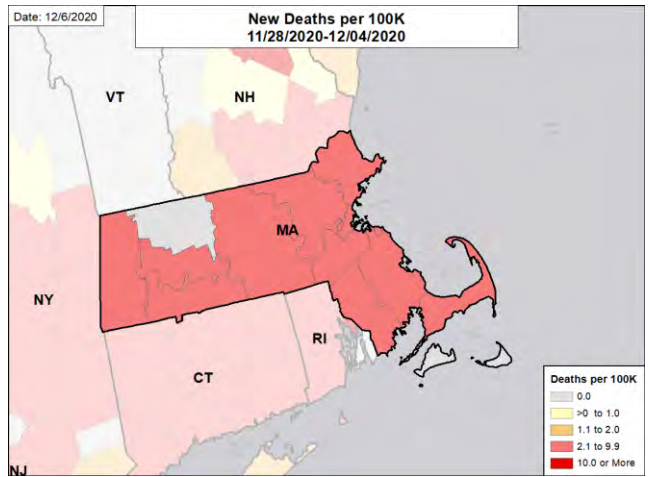 Date: 12/6/2020
New Deaths per 100K
11/28/2020-12/04/2020
VT
NH
MA
NY
RI
CT
NJ
Deaths per 100K
0.0
>0 to 1.0
1.1 to 2.0
2.1 to 9.9
10.0 or More